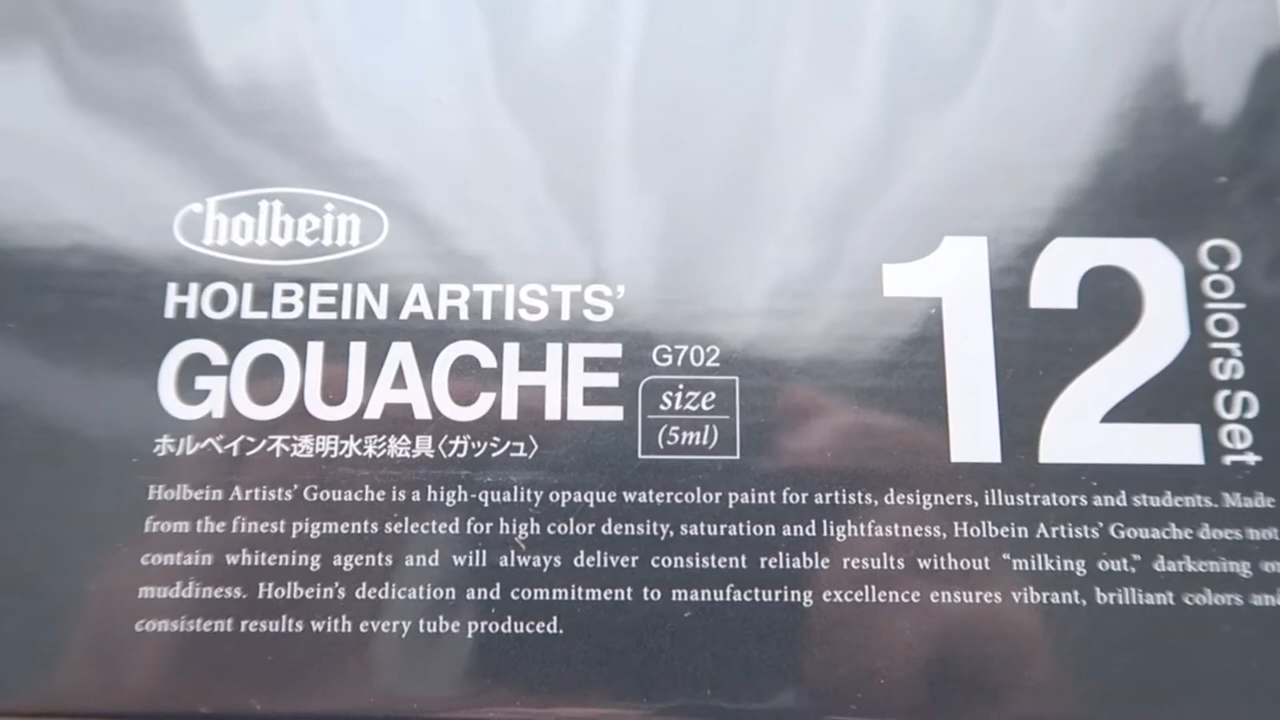 holbein
HOLBEIN ARTISTS'
GOUACHE
G702
size
(5ml)
12
Colors Set
ホルベイン不透明水彩絵具〈ガッシュ〉
Holbein Artists' Gouache is a high-quality opaque watercolor paint for artists, designers, illustrators and students. Made
from the finest pigments selected for high color density, saturation and lightfastness, Holbein Artists' Gouache does not
contain whitening agents and will always deliver consistent reliable results without “milking out,” darkening or
muddiness. Holbein's dedication and commitment to manufacturing excellence ensures vibrant, brilliant colors and
consistent results with every tube produced.